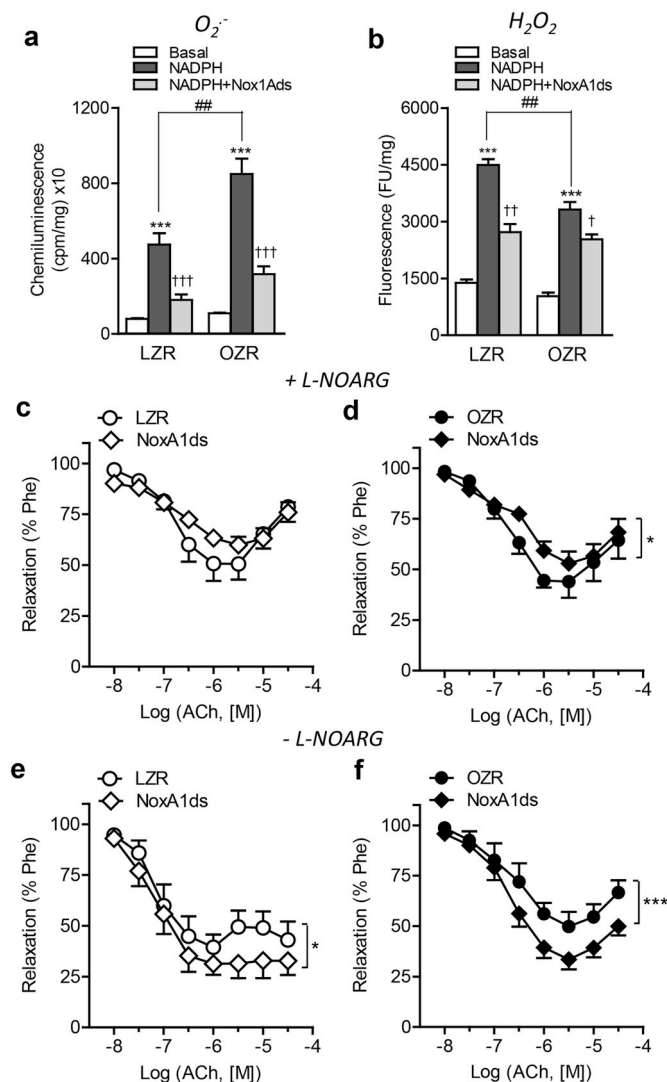 O2·-
H2O2
a
b
Basal
NADPH
NADPH+Nox1Ads
Basal
NADPH
NADPH+NoxA1ds
Chemiluminescence
(cpm/mg) x10
1200
800
400
0
##
***
†††
***
†††
LZR
OZR
Fluorescence (FU/mg)
6000
4500
3000
1500
0
##
***
††
***
†
LZR
OZR
+ L-NOARG
c
LZR
NoxA1ds
Relaxation (% Phe)
100
75
50
25
0
-8
-7
-6
-5
-4
Log (ACh, [M])
d
OZR
NoxA1ds
Relaxation (% Phe)
100
75
50
25
0
*
-8
-7
-6
-5
-4
Log (ACh, [M])
- L-NOARG
e
LZR
NoxA1ds
Relaxation (% Phe)
100
75
50
25
0
*
-8
-7
-6
-5
-4
Log (ACh, [M])
f
OZR
NoxA1ds
Relaxation (% Phe)
100
75
50
25
0
***
-8
-7
-6
-5
-4
Log (ACh, [M])